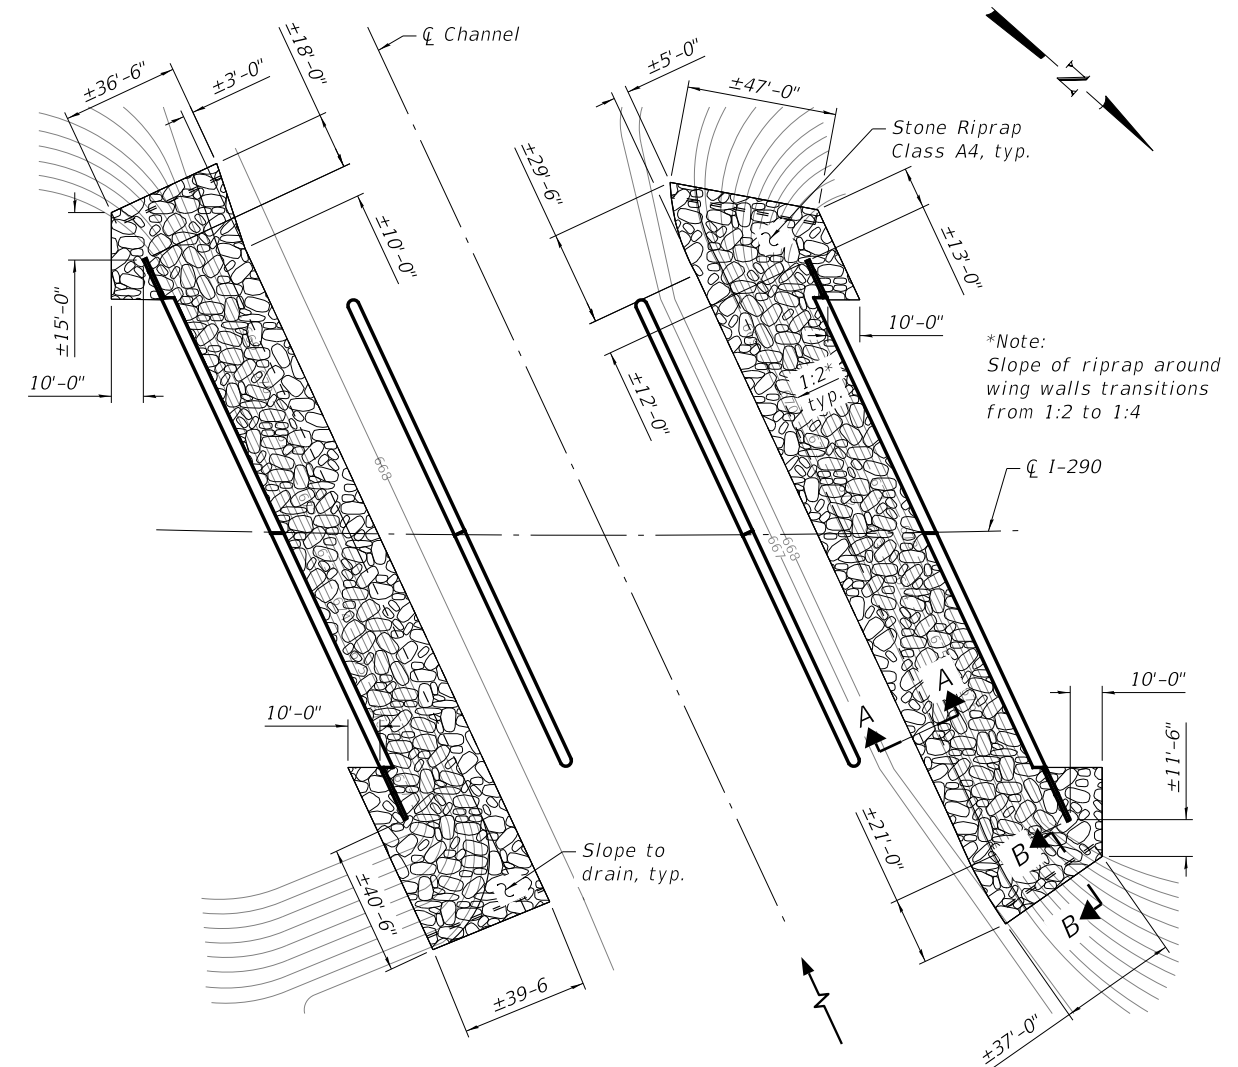 ±36'-6"
±3'-0"
±18'-0"
℄ Channel
±5'-0"
±47'-0"
N
Stone Riprap
Class A4, typ.
±29'-6"
±10'-0"
±13'-0"
±15'-0"
10'-0"
10'-0"
*Note:
Slope of riprap around
wing walls transitions
from 1:2 to 1:4
±12'-0"
1:2*
typ.
668
℄ I-290
667
668
A
A
10'-0"
10'-0"
±11'-6"
±21'-0"
B
B
Slope to
drain, typ.
±40'-6"
±39-6
±37'-0"